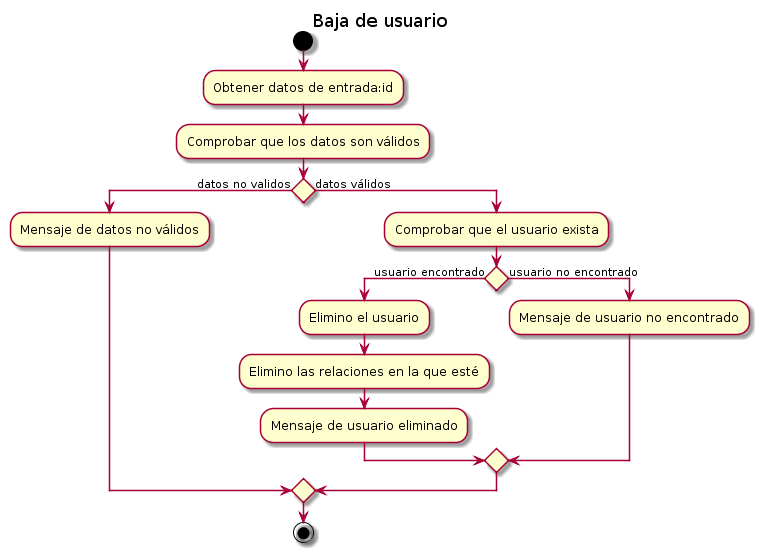 Baja de usuario
Obtener datos de entrada:id
Comprobar que los datos son válidos
datos no validos
datos válidos
Mensaje de datos no válidos
Comprobar que el usuario exista
usuario encontrado
usuario no encontrado
Elimino el usuario
Mensaje de usuario no encontrado
Elimino las relaciones en la que esté
Mensaje de usuario eliminado